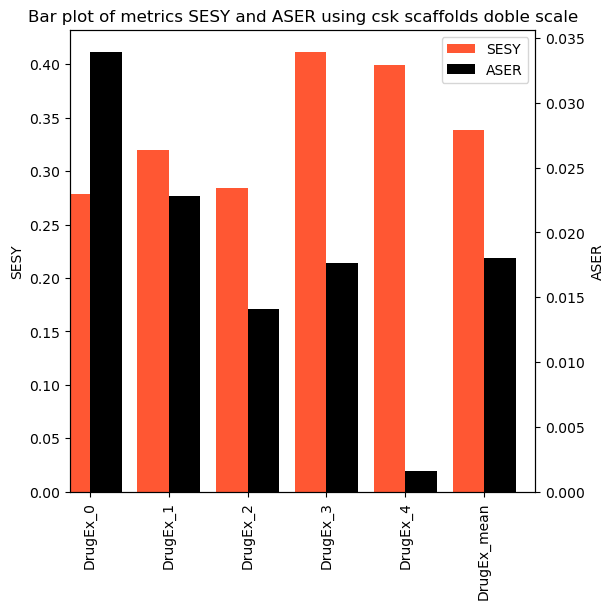 Bar plot of metrics SESY and ASER using csk scaffolds doble scale
SESY
ASER
0.40
0.35
0.30
0.25
0.20
0.15
0.10
0.05
0.00
SESY
0.035
0.030
0.025
0.020
0.015
0.010
0.005
0.000
ASER
DrugEx_0
DrugEx_1
DrugEx_2
DrugEx_3
DrugEx_4
DrugEx_mean